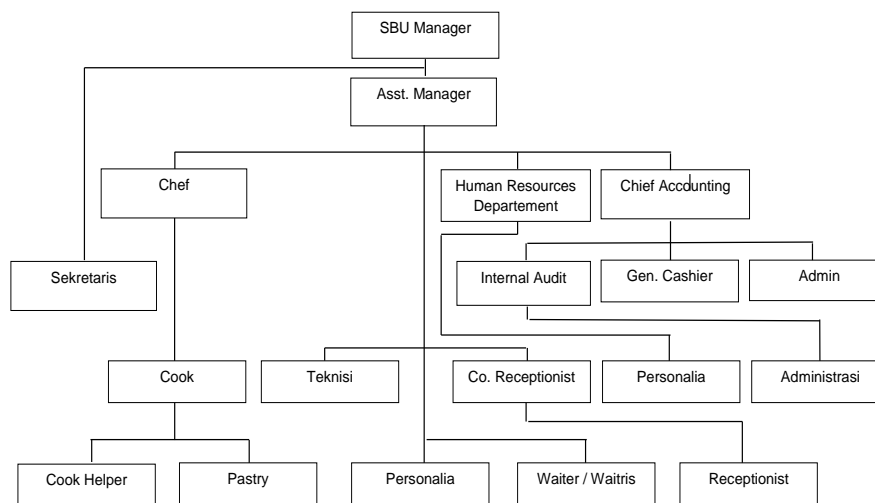 SBU Manager
Asst. Manager
Chef
Human Resources
Departement
Chief Accounting
Sekretaris
Internal Audit
Gen. Cashier
Admin
Cook
Teknisi
Co. Receptionist
Personalia
Administrasi
Cook Helper
Pastry
Personalia
Waiter / Waitris
Receptionist